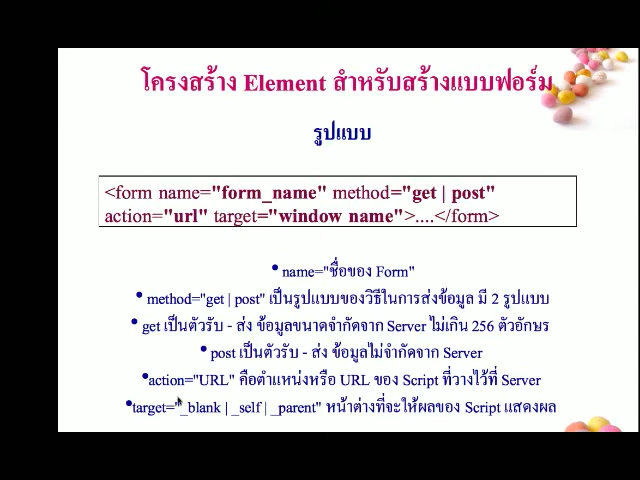 โครงสร้าง Element สำหรับสร้างแบบฟอร์ม
รูปแบบ
<form name="form_name" method="get | post"
action="url" target="window name">....</form>
• name="ชื่อของ Form"
• method="get | post" เป็นรูปแบบของวิธีในการส่งข้อมูล มี 2 รูปแบบ
• get เป็นตัวรับ - ส่ง ข้อมูลขนาดจำกัดจาก Server ไม่เกิน 256 ตัวอักษร
• post เป็นตัวรับ - ส่ง ข้อมูลไม่จำกัดจาก Server
•action="URL" คือตำแหน่งหรือ URL ของ Script ที่วางไว้ที่ Server
•target="_blank | _self | _parent" หน้าต่างที่จะให้ผลของ Script แสดงผล